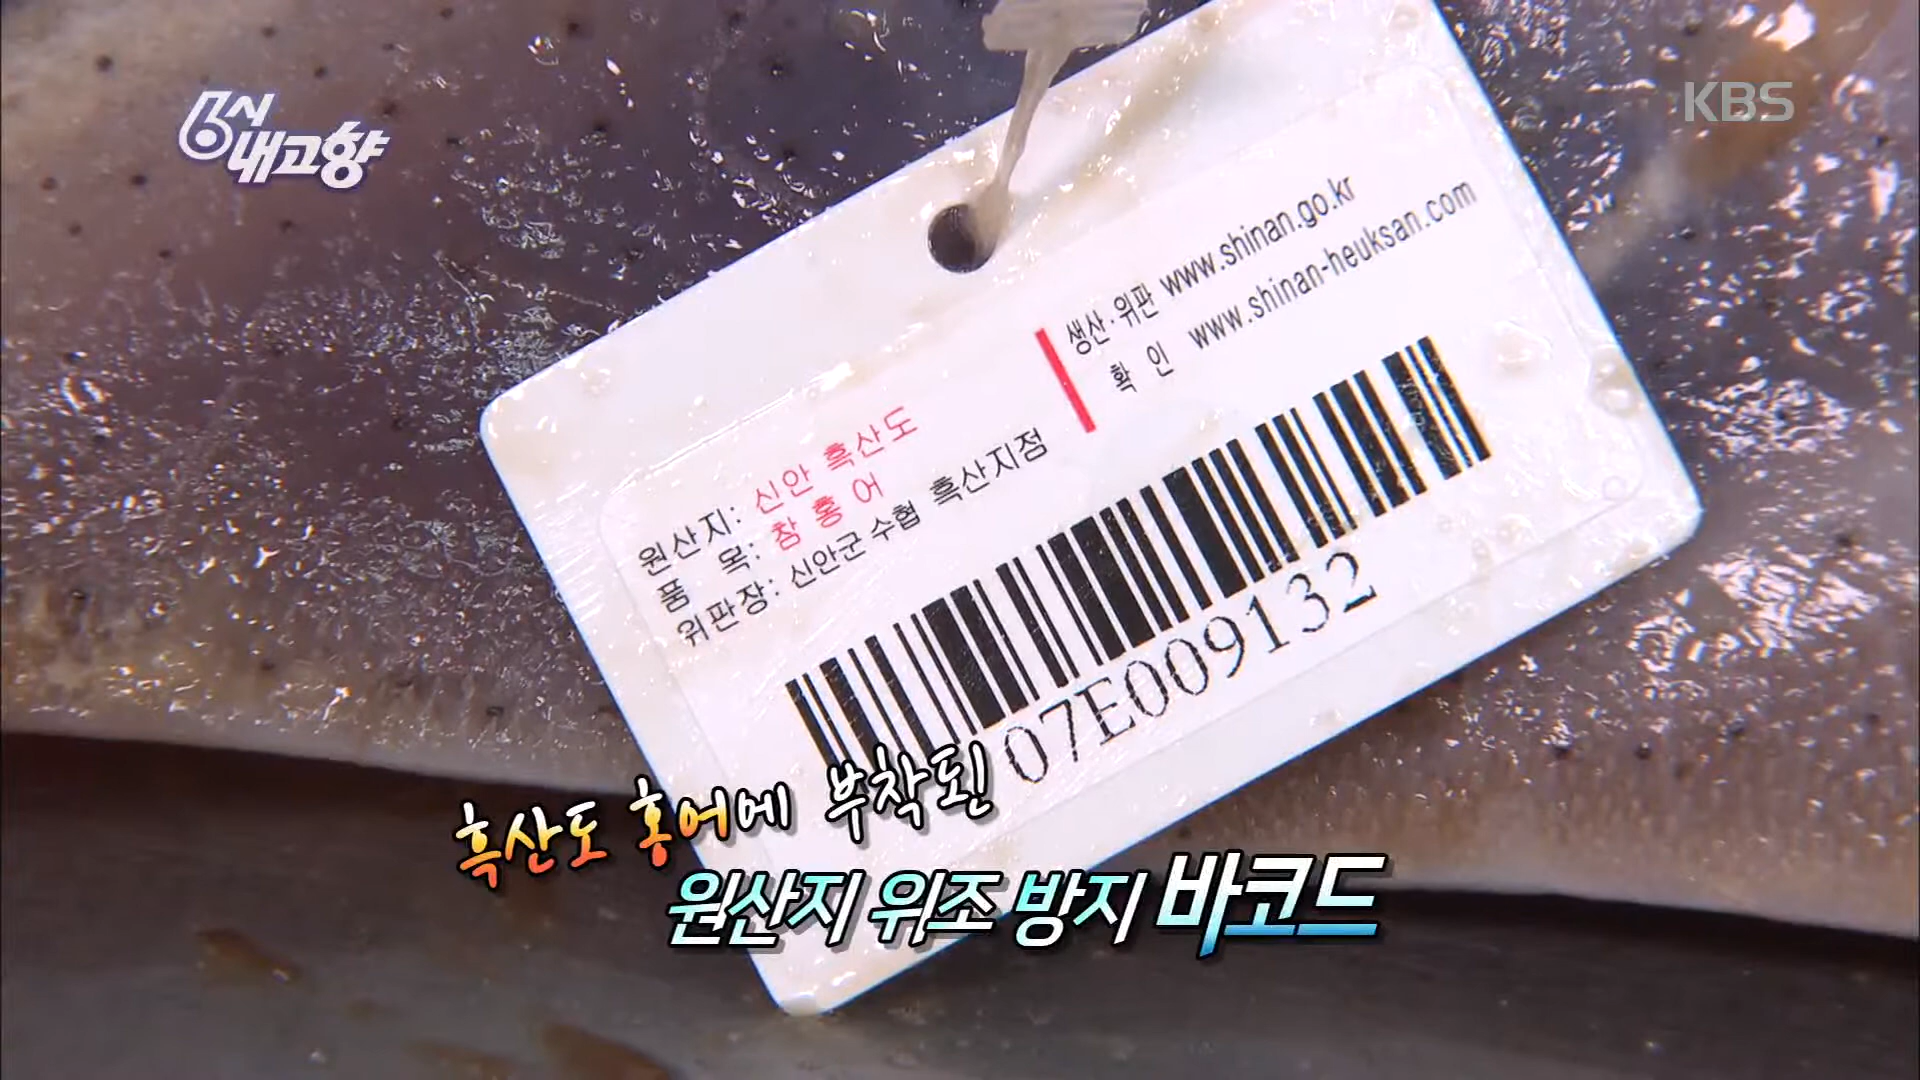 6시
내고향
KBS
생산·위판 www.shinan.go.kr
확 인 www.shinan-heuksan.com
원산지: 신안 흑산도
품 목: 참 홍 어
위판장: 신안군 수협 흑산지점
07E009132
흑산도 홍어에 부착된
원산지 위조 방지 바코드